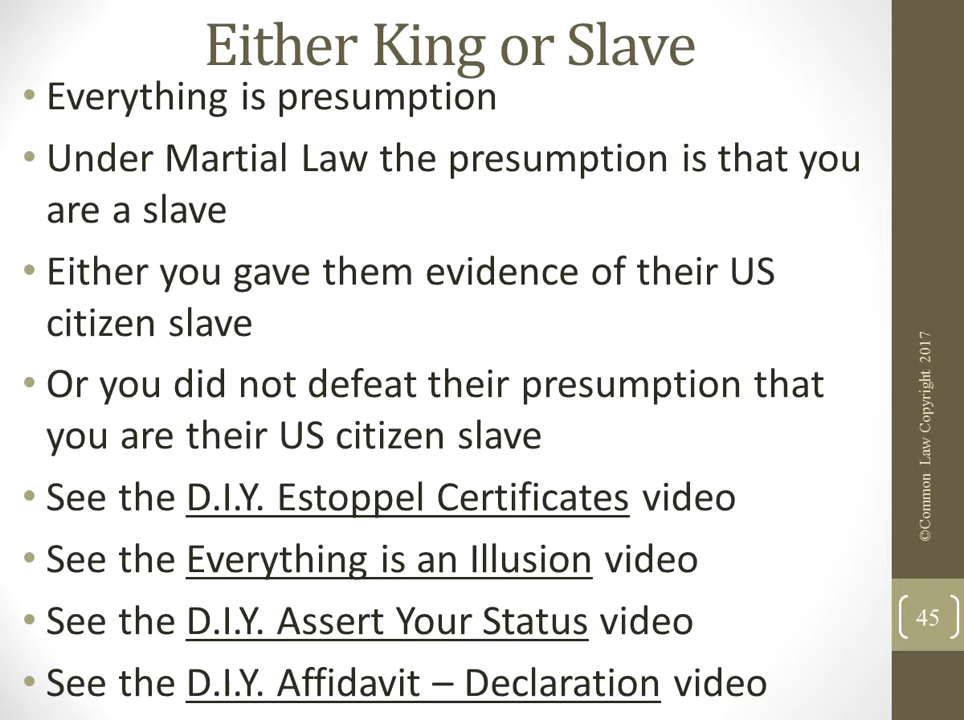 Either King or Slave
• Everything is presumption
• Under Martial Law the presumption is that you
are a slave
• Either you gave them evidence of their US
citizen slave
• Or you did not defeat their presumption that
you are their US citizen slave
• See the D.I.Y. Estoppel Certificates video
• See the Everything is an Illusion video
• See the D.I.Y. Assert Your Status video
• See the D.I.Y. Affidavit – Declaration video
©Common Law Copyright 2017
45